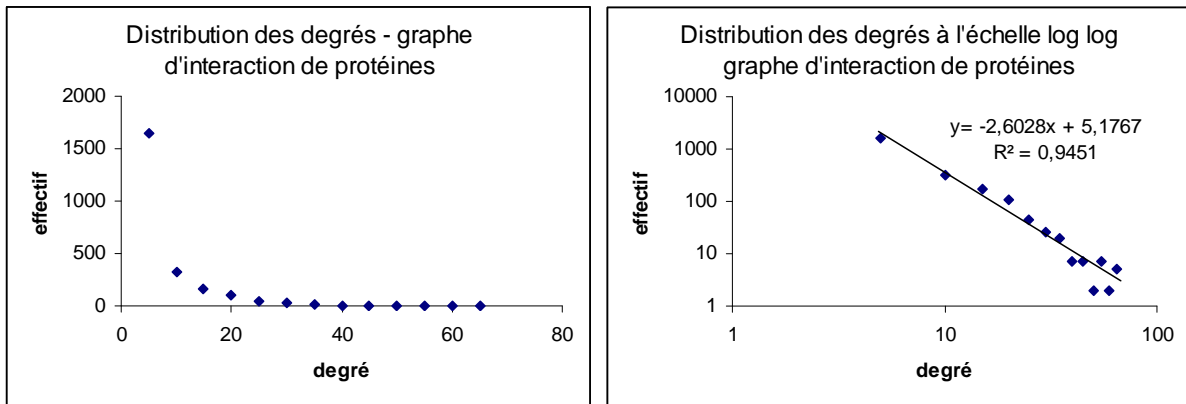 Distribution des degrés - graphe
d'interaction de protéines
2000
1500
1000
500
0
0
20
40
60
80
effectif
degré
Distribution des degrés à l'échelle log log
graphe d'interaction de protéines
y= -2,6028x + 5,1767
R² = 0,9451
10000
1000
100
10
1
1
10
100
effectif
degré